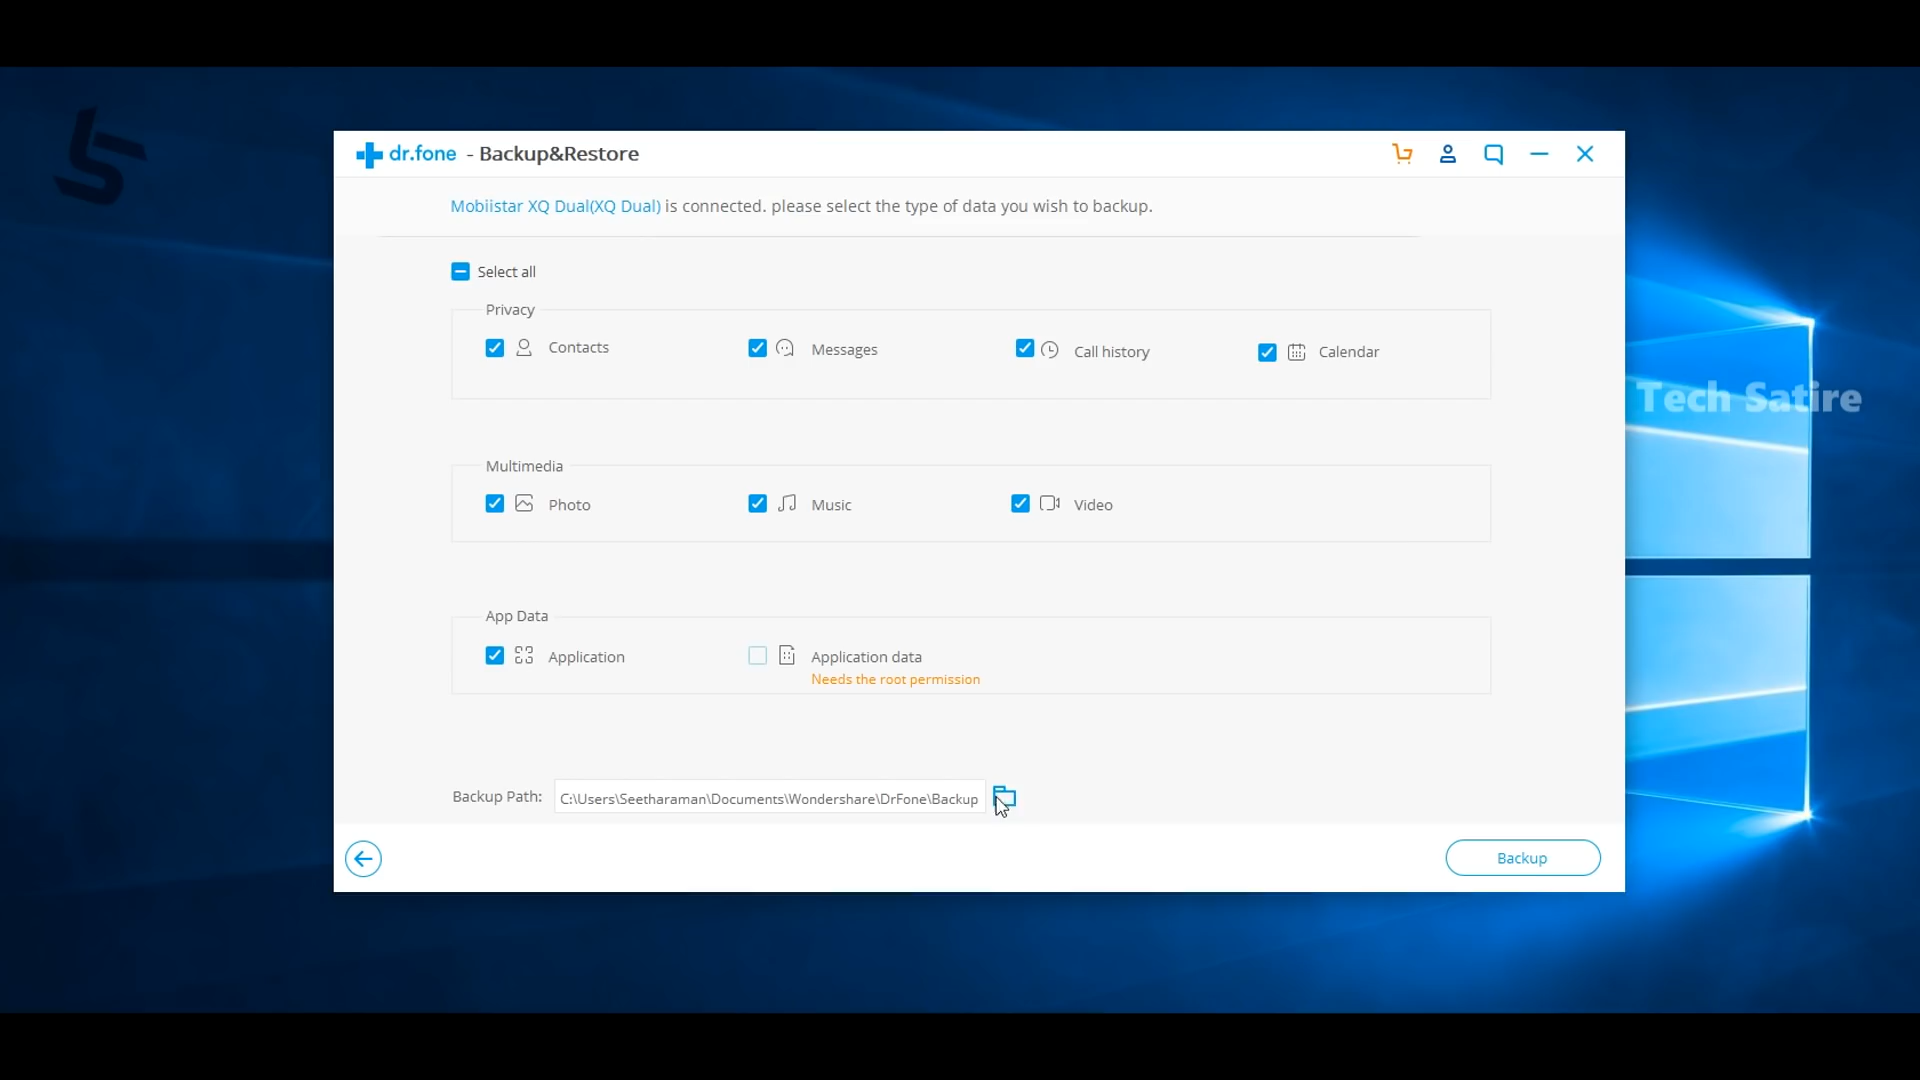 dr.fone - Backup&Restore
Mobiistar XQ Dual(XQ Dual) is connected. please select the type of data you wish to backup.
Select all
Privacy
Contacts
Messages
Call history
Calendar
Tech Satire
Multimedia
Photo
Music
Video
App Data
Application
Application data
Needs the root permission
Backup Path: C:\Users\Seetharaman\Documents\Wondershare\DrFone\Backup
Backup